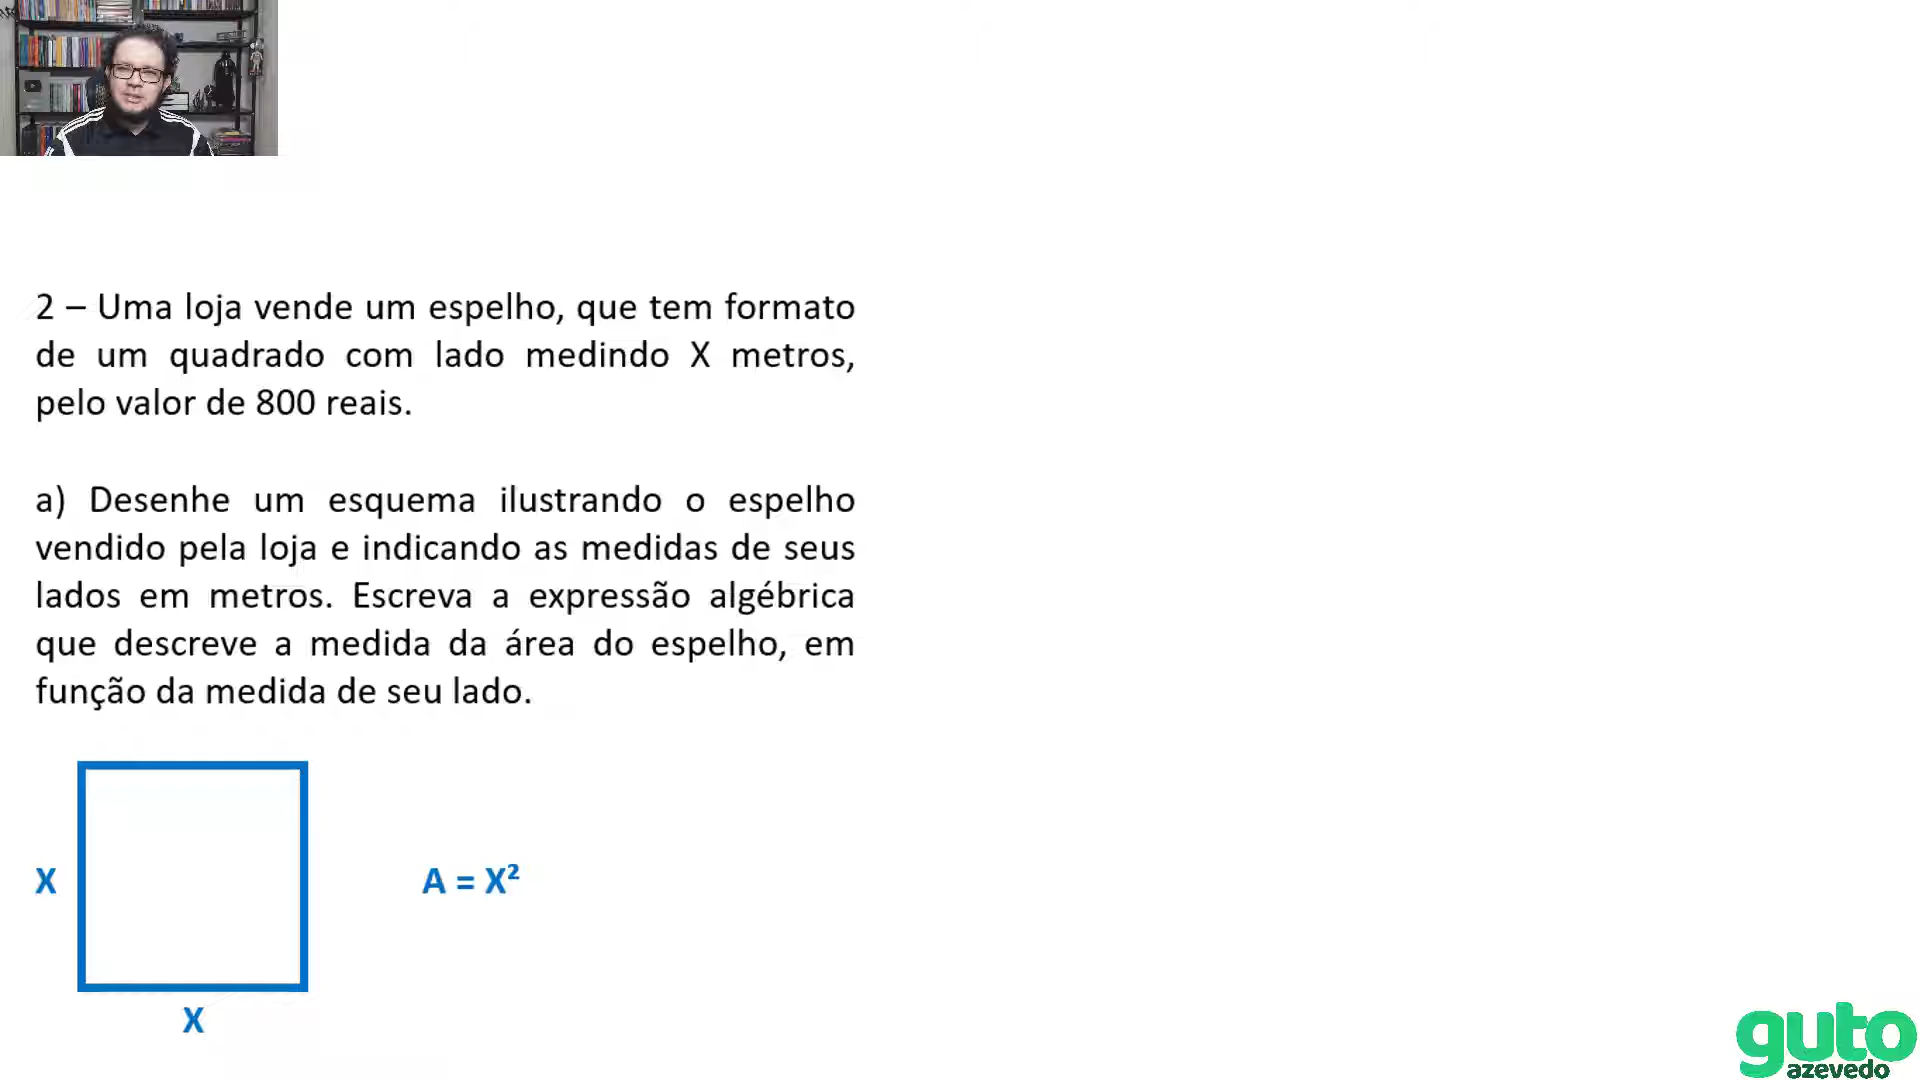 2 – Uma loja vende um espelho, que tem formato
de um quadrado com lado medindo X metros,
pelo valor de 800 reais.
a) Desenhe um esquema ilustrando o espelho
vendido pela loja e indicando as medidas de seus
lados em metros. Escreva a expressão algébrica
que descreve a medida da área do espelho, em
função da medida de seu lado.
X
A = X²
X
guto
azevedo